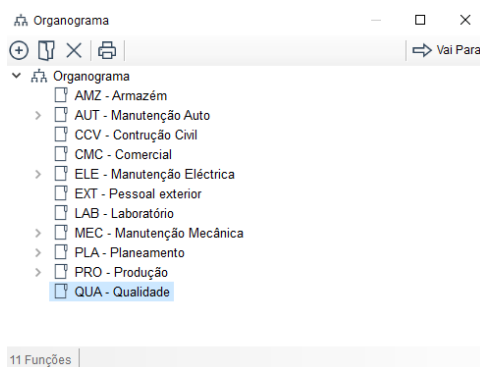 Organograma
Vai Para
Organograma
AMZ - Armazém
AUT - Manutenção Auto
CCV - Contrução Civil
CMC - Comercial
ELE - Manutenção Eléctrica
EXT - Pessoal exterior
LAB - Laboratório
MEC - Manutenção Mecânica
PLA - Planeamento
PRO - Produção
QUA - Qualidade
11 Funções